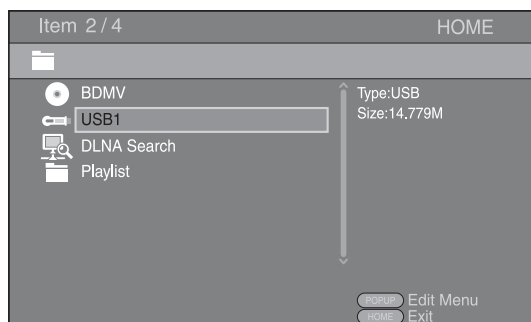 Item 2/4 HOME
BDMV
USB1
DLNA Search
Playlist
Type:USB
Size:14.779M
POPUP Edit Menu
HOME Exit